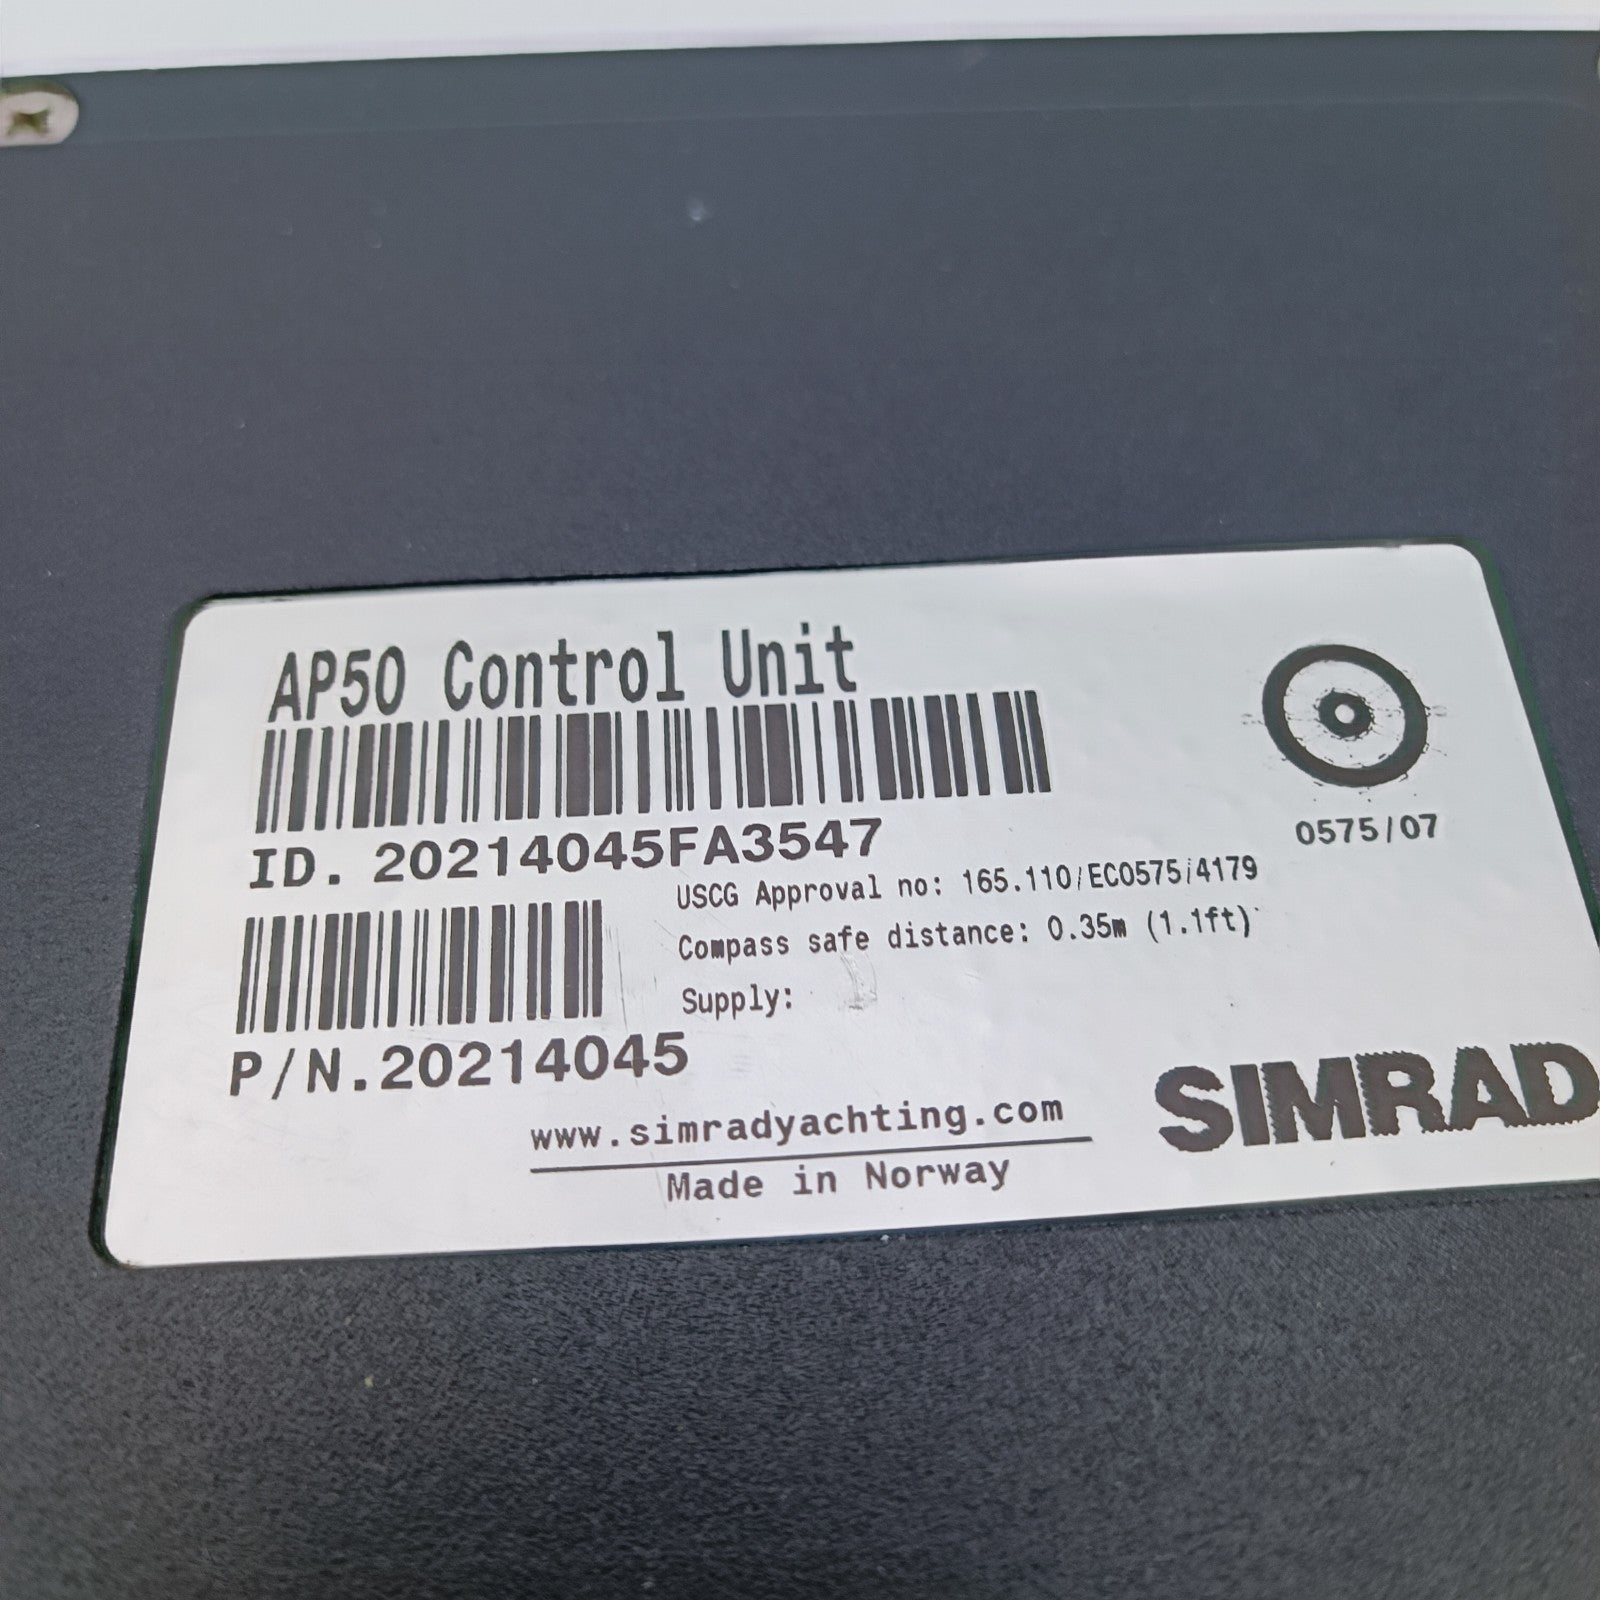 AP50 Control Unit
ID. 20214045FA3547
0575/07
USCG Approval no: 165.110/EC0575/4179
Compass safe distance: 0.35m (1.1ft)
Supply:
P/N.20214045
www.simradyachting.com
Made in Norway
SIMRAD